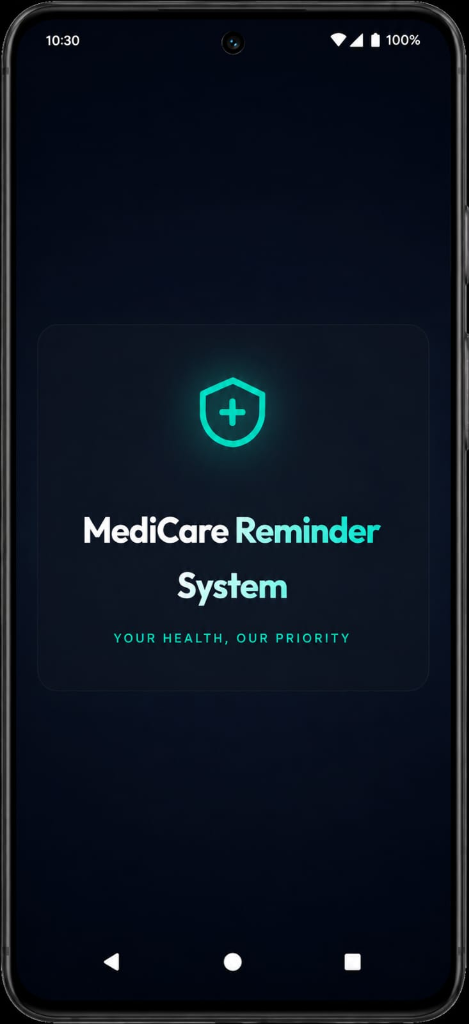 10:30 100%
MediCare Reminder
System
YOUR HEALTH, OUR PRIORITY